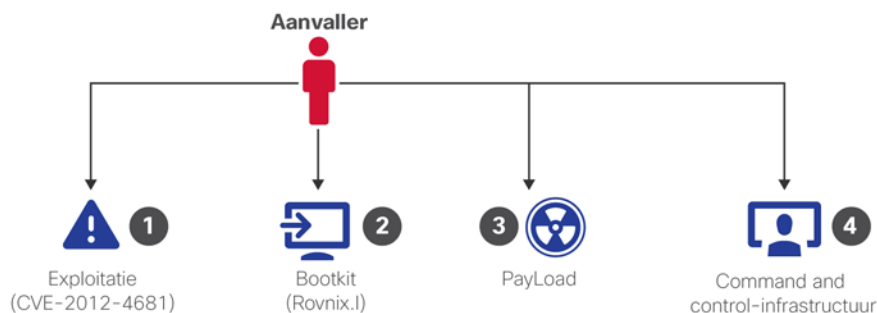 Aanvaller
1
Exploitatie
(CVE-2012-4681)
2
Bootkit
(Rovnix.I)
3
PayLoad
4
Command and
control-infrastructuur